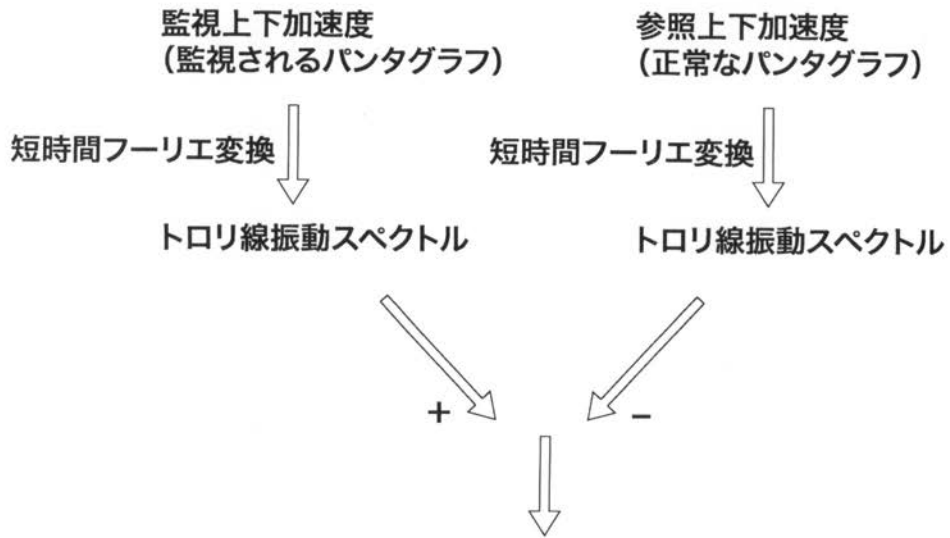 監視上下加速度
(監視されるパンタグラフ)
参照上下加速度
(正常なパンタグラフ)
短時間フーリエ変換
短時間フーリエ変換
トロリ線振動スペクトル
トロリ線振動スペクトル
+
−